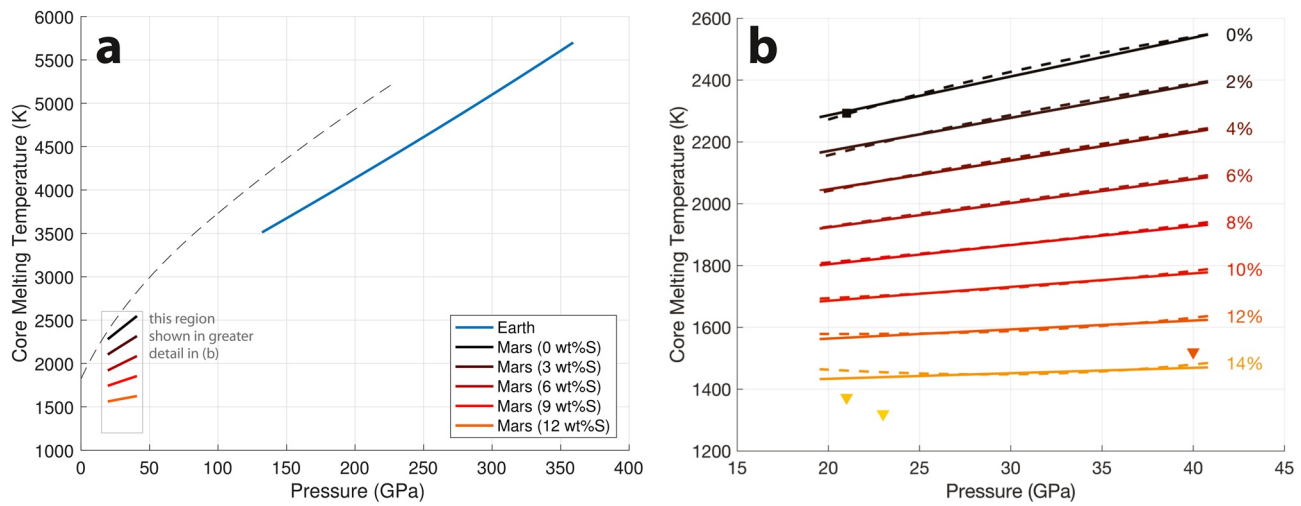 a
6000
5500
5000
4500
4000
3500
3000
2500
2000
1500
1000
Core Melting Temperature (K)
this region
shown in greater
detail in (b)
Earth
Mars (0 wt%S)
Mars (3 wt%S)
Mars (6 wt%S)
Mars (9 wt%S)
Mars (12 wt%S)
0 50 100 150 200 250 300 350 400
Pressure (GPa)
b
2600
2400
2200
2000
1800
1600
1400
1200
Core Melting Temperature (K)
0%
2%
4%
6%
8%
10%
12%
14%
15 20 25 30 35 40 45
Pressure (GPa)